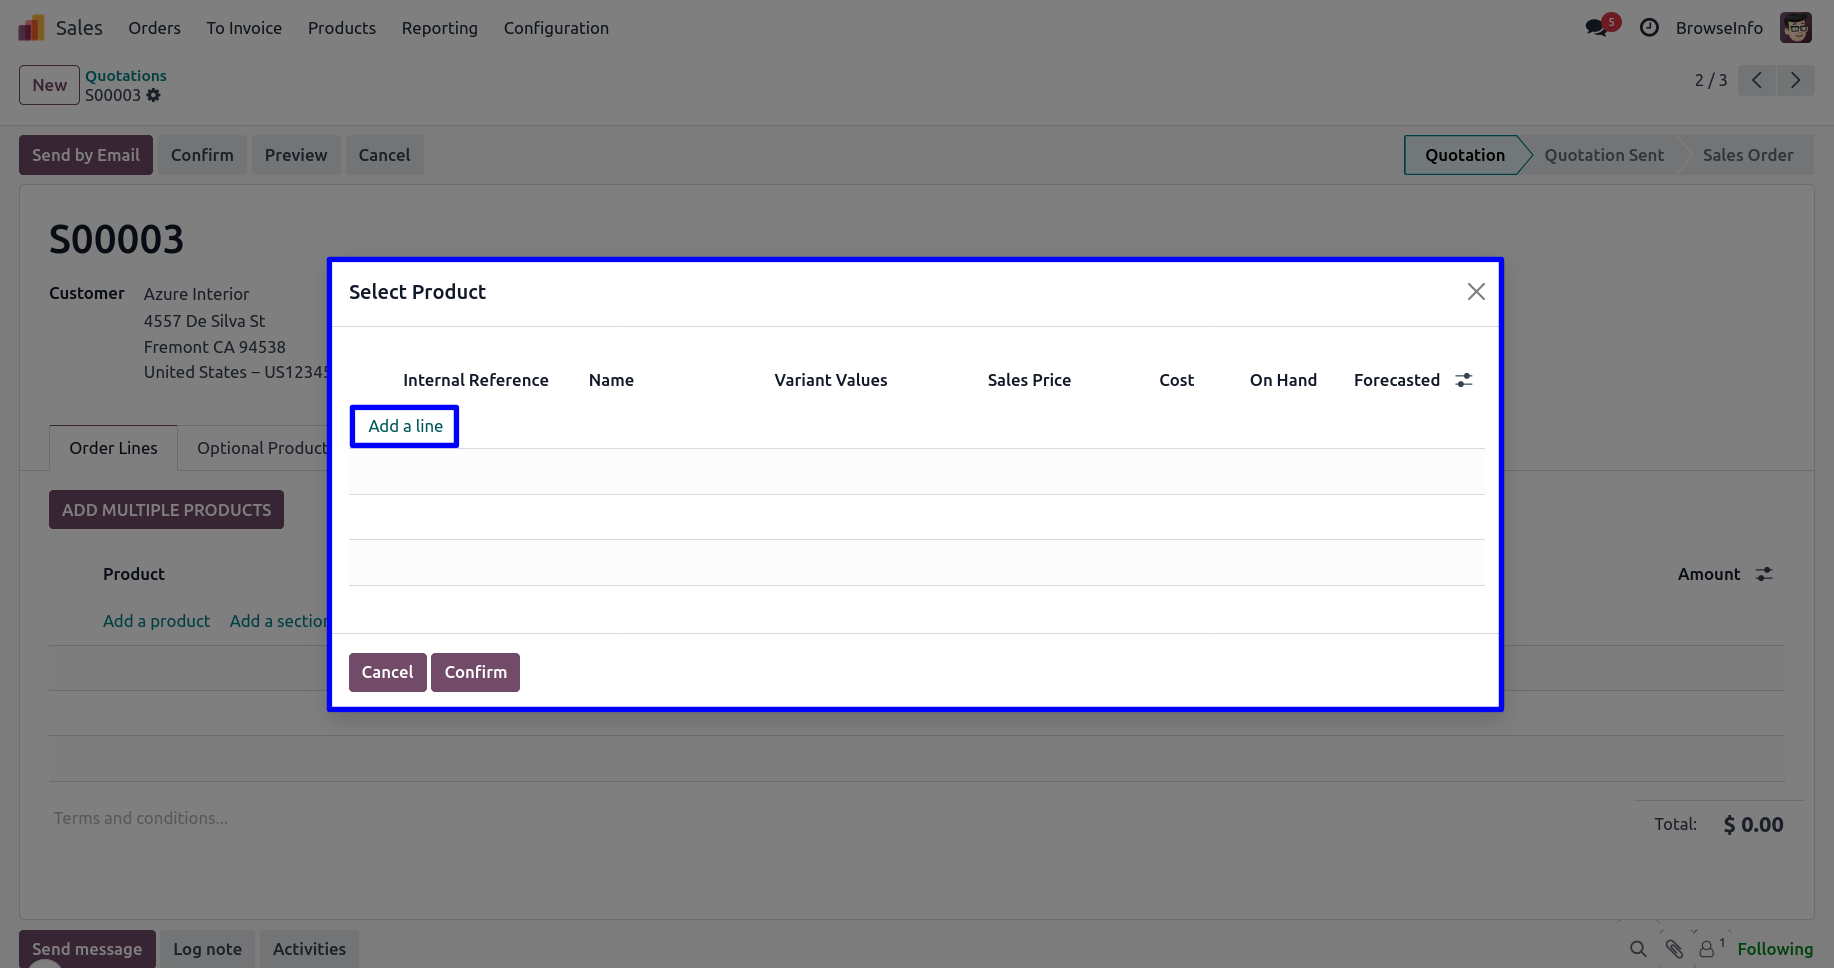 Sales Orders To Invoice Products Reporting Configuration 5 BrowseInfo
New Quotations
S00003 2 / 3
Send by Email Confirm Preview Cancel Quotation Quotation Sent Sales Order
S00003
Customer Azure Interior
4557 De Silva St
Fremont CA 94538
United States – US12345
Select Product
Internal Reference Name Variant Values Sales Price Cost On Hand Forecasted
Add a line
Cancel Confirm
Order Lines Optional Product
ADD MULTIPLE PRODUCTS
Product Amount
Add a product Add a section
Terms and conditions...
Total: $ 0.00
Send message Log note Activities 1 Following